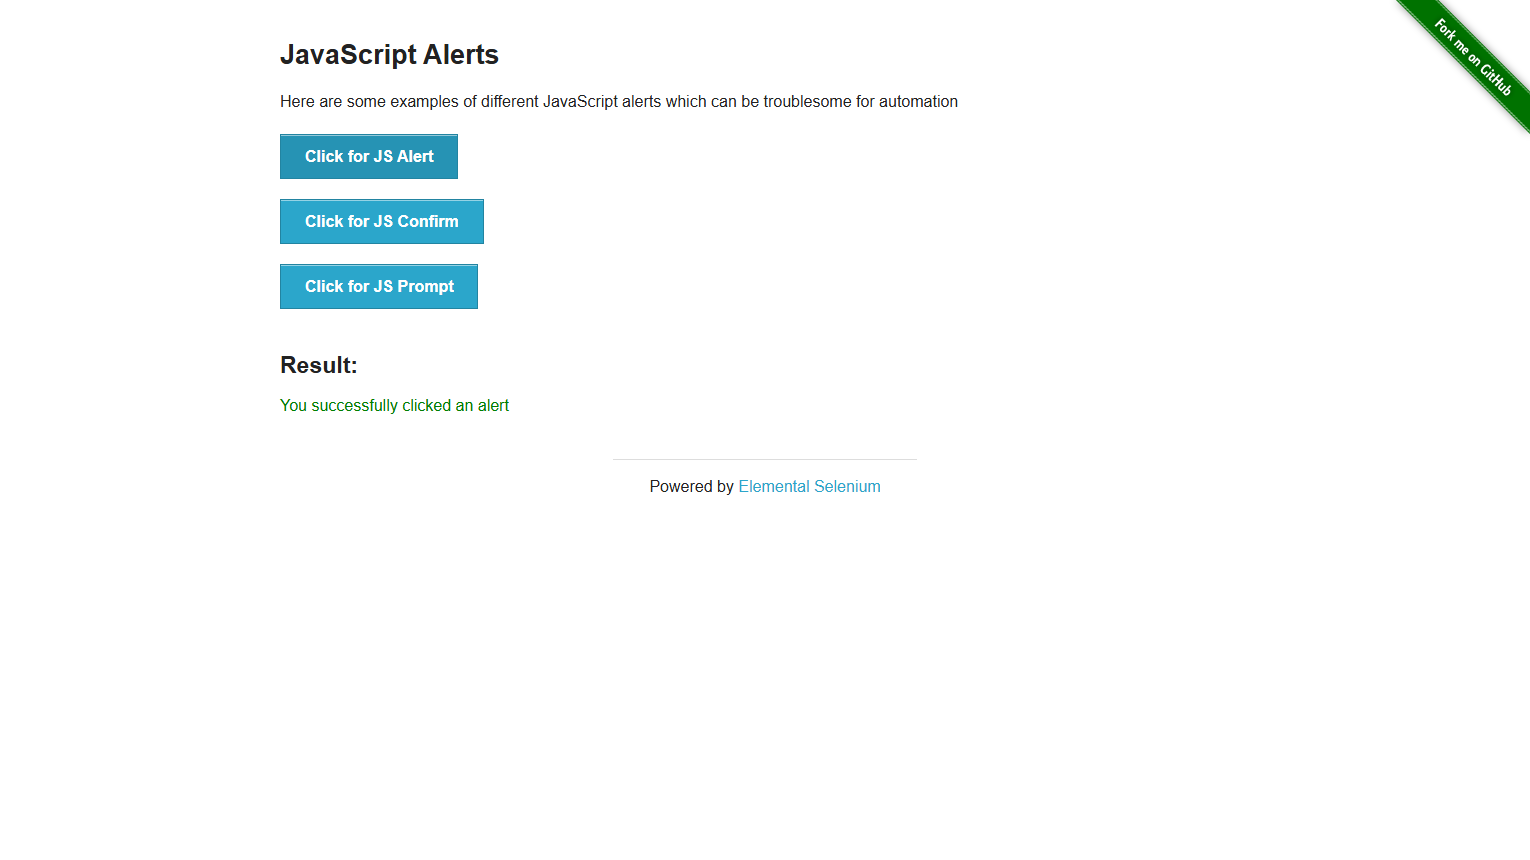 Fork me on GitHub
JavaScript Alerts
Here are some examples of different JavaScript alerts which can be troublesome for automation
Click for JS Alert
Click for JS Confirm
Click for JS Prompt
Result:
You successfully clicked an alert
Powered by Elemental Selenium